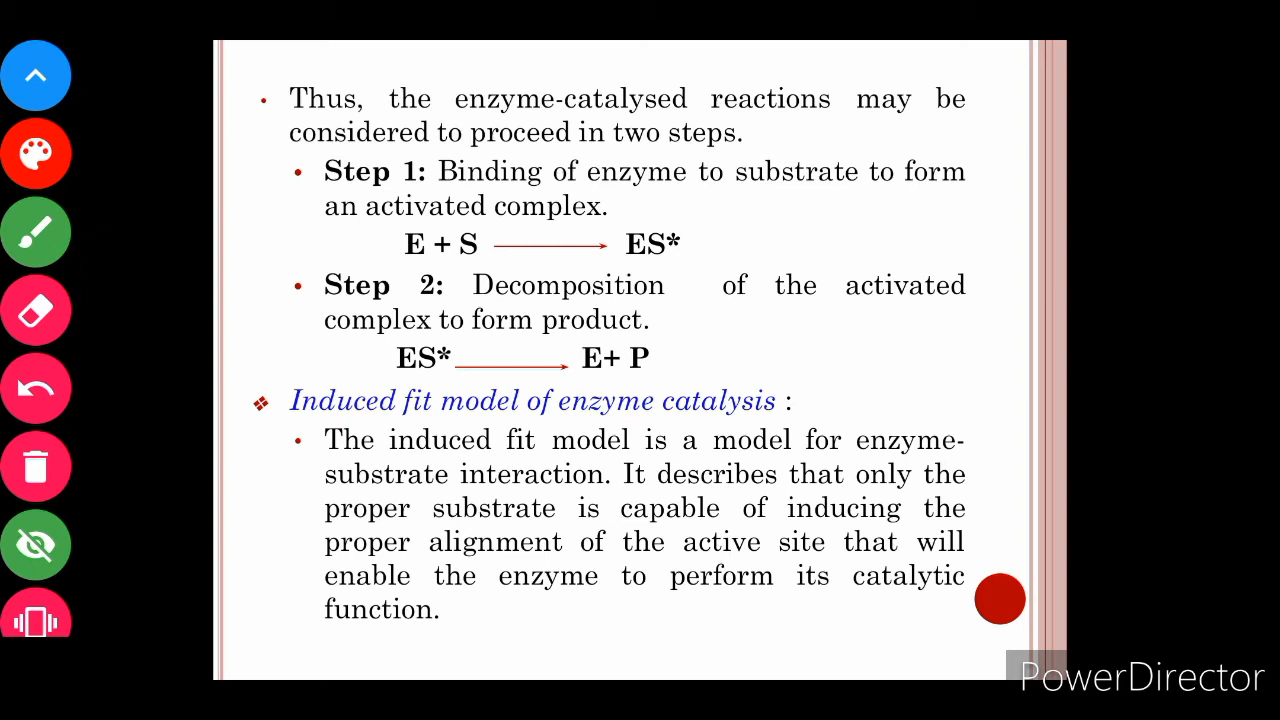 Thus, the enzyme-catalysed reactions may be
considered to proceed in two steps.
Step 1: Binding of enzyme to substrate to form
an activated complex.
E + S ⟶ ES*
Step 2: Decomposition of the activated
complex to form product.
ES* ⟶ E+ P
Induced fit model of enzyme catalysis :
The induced fit model is a model for enzyme-
substrate interaction. It describes that only the
proper substrate is capable of inducing the
proper alignment of the active site that will
enable the enzyme to perform its catalytic
function.
PowerDirector